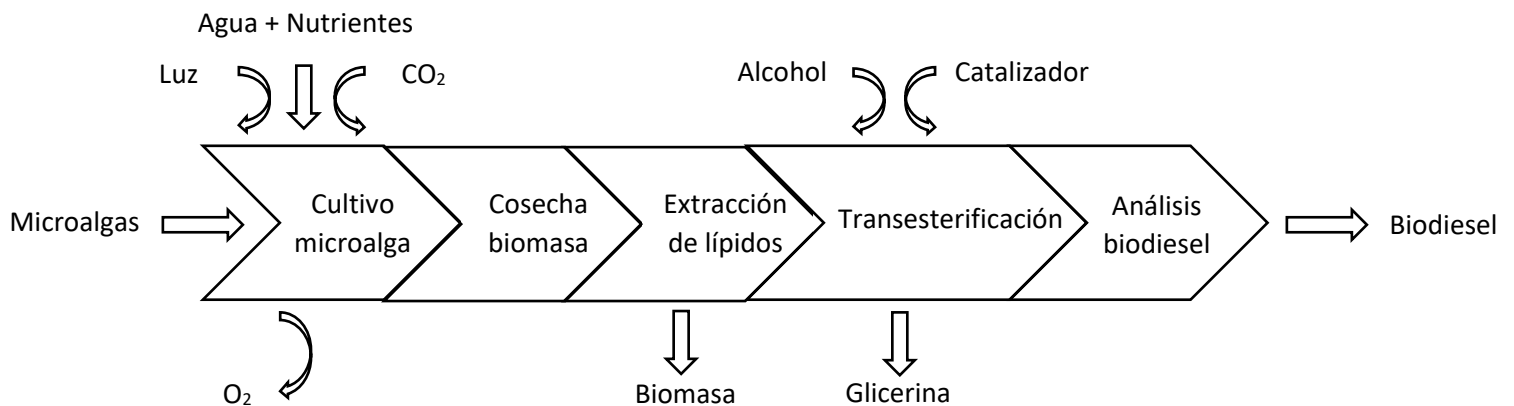 Agua + Nutrientes
Luz
CO₂
Alcohol
Catalizador
Microalgas
Cultivo
microalga
Cosecha
biomasa
Extracción
de lípidos
Transesterificación
Análisis
biodiesel
Biodiesel
O₂
Biomasa
Glicerina